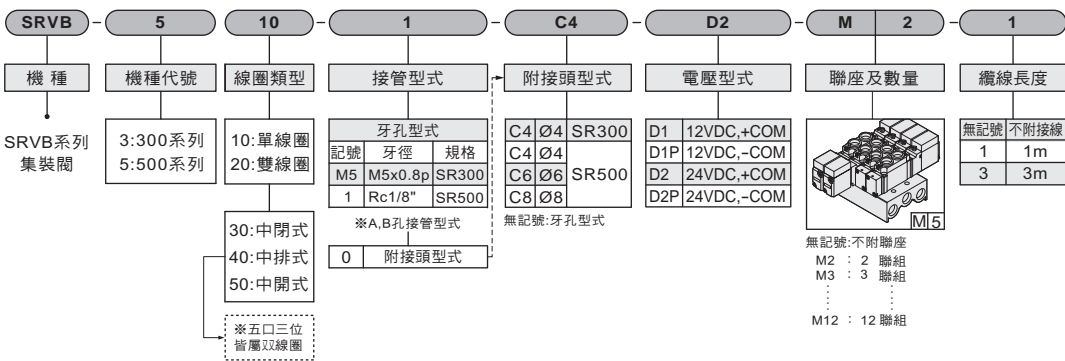 SRVB - 5 - 10 - 1 - C4 - D2 - M 2 - 1
機種
SRVB系列
集裝閥
機種代號
3:300系列
5:500系列
線圈類型
10:單線圈
20:雙線圈
30:中閉式
40:中排式
50:中開式
※五口三位
皆屬双線圈
接管型式
牙孔型式
記號 牙徑 規格
M5 M5x0.8p SR300
1 Rc1/8" SR500
※A,B孔接管型式
0 附接頭型式
附接頭型式
C4 Ø4 SR300
C4 Ø4
C6 Ø6 SR500
C8 Ø8
無記號:牙孔型式
電壓型式
D1 12VDC,+COM
D1P 12VDC,−COM
D2 24VDC,+COM
D2P 24VDC,−COM
聯座及數量
M 5
無記號:不附聯座
M2 : 2 聯組
M3 : 3 聯組
M12 : 12 聯組
纜線長度
無記號 不附接線
1 1m
3 3m